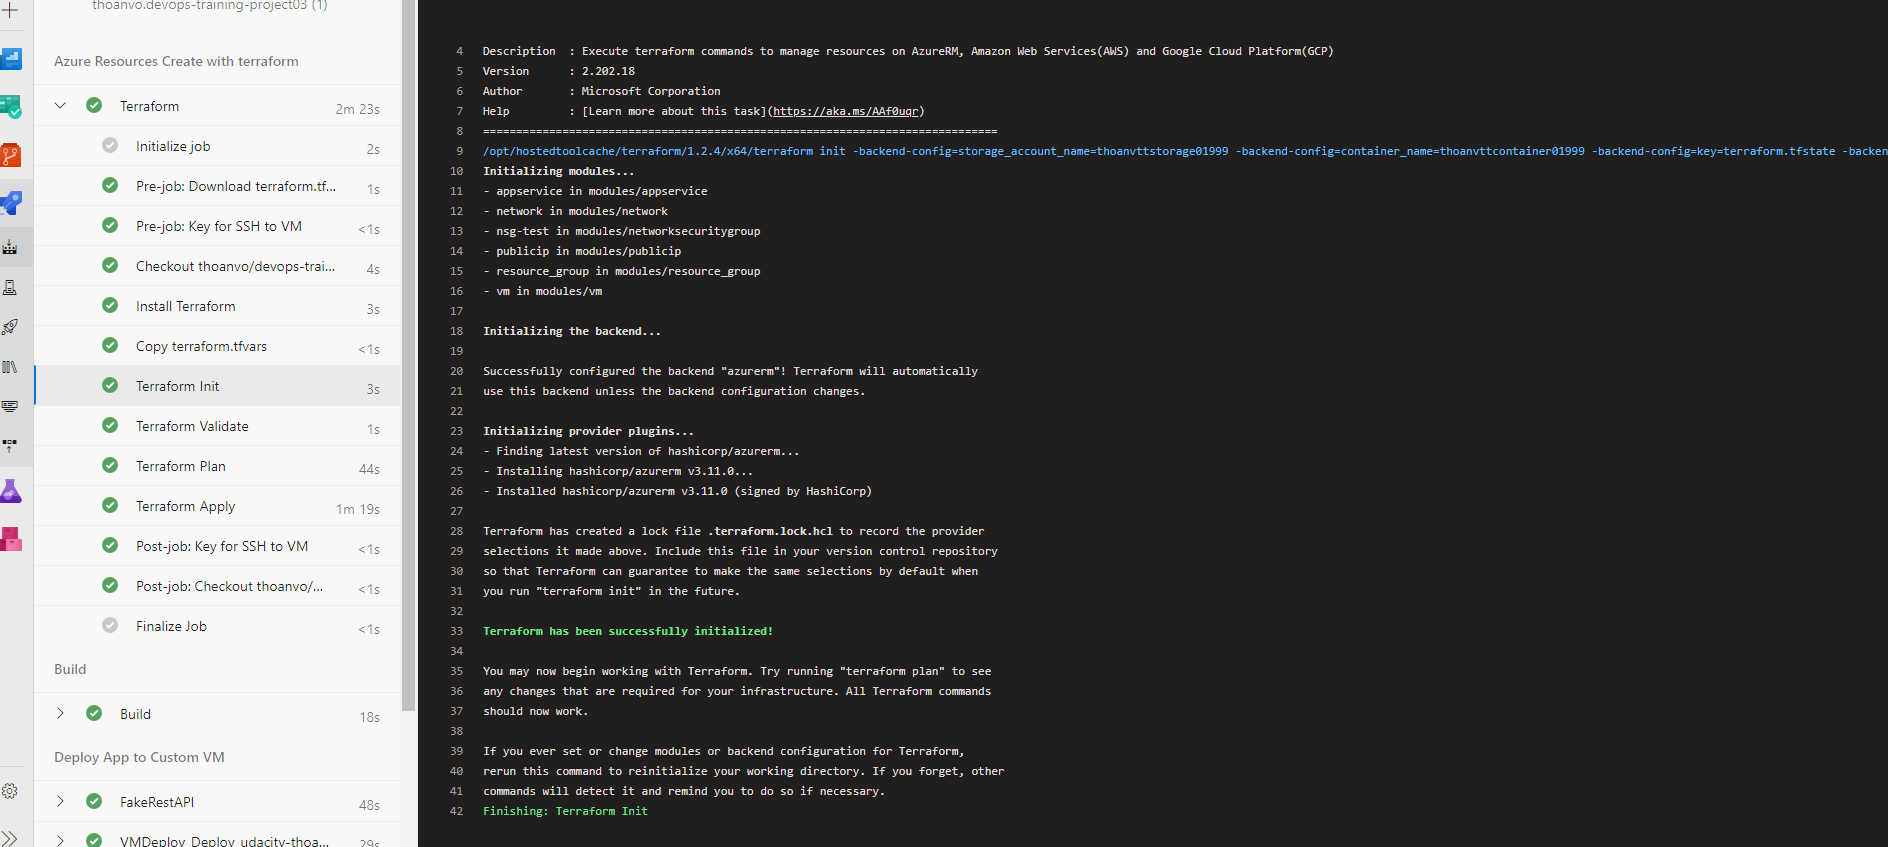 thoanvo.devops-training-project03 (1)
Azure Resources Create with terraform
Terraform 2m 23s
Initialize job 2s
Pre-job: Download terraform.tf... 1s
Pre-job: Key for SSH to VM <1s
Checkout thoanvo/devops-trai... 4s
Install Terraform 3s
Copy terraform.tfvars <1s
Terraform Init 3s
Terraform Validate 1s
Terraform Plan 44s
Terraform Apply 1m 19s
Post-job: Key for SSH to VM <1s
Post-job: Checkout thoanvo/... <1s
Finalize Job <1s
Build
Build 18s
Deploy App to Custom VM
FakeRestAPI 48s
VMDeploy Deploy udacity-thoa... 29s
4 Description : Execute terraform commands to manage resources on AzureRM, Amazon Web Services(AWS) and Google Cloud Platform(GCP)
5 Version : 2.202.18
6 Author : Microsoft Corporation
7 Help : [Learn more about this task](https://aka.ms/AAf0uqr)
8 ==============================================================================
9 /opt/hostedtoolcache/terraform/1.2.4/x64/terraform init -backend-config=storage_account_name=thoanvttstorage01999 -backend-config=container_name=thoanvttcontainer01999 -backend-config=key=terraform.tfstate -backen
10 Initializing modules...
11 - appservice in modules/appservice
12 - network in modules/network
13 - nsg-test in modules/networksecuritygroup
14 - publicip in modules/publicip
15 - resource_group in modules/resource_group
16 - vm in modules/vm
17
18 Initializing the backend...
19
20 Successfully configured the backend "azurerm"! Terraform will automatically
21 use this backend unless the backend configuration changes.
22
23 Initializing provider plugins...
24 - Finding latest version of hashicorp/azurerm...
25 - Installing hashicorp/azurerm v3.11.0...
26 - Installed hashicorp/azurerm v3.11.0 (signed by HashiCorp)
27
28 Terraform has created a lock file .terraform.lock.hcl to record the provider
29 selections it made above. Include this file in your version control repository
30 so that Terraform can guarantee to make the same selections by default when
31 you run "terraform init" in the future.
32
33 Terraform has been successfully initialized!
34
35 You may now begin working with Terraform. Try running "terraform plan" to see
36 any changes that are required for your infrastructure. All Terraform commands
37 should now work.
38
39 If you ever set or change modules or backend configuration for Terraform,
40 rerun this command to reinitialize your working directory. If you forget, other
41 commands will detect it and remind you to do so if necessary.
42 Finishing: Terraform Init